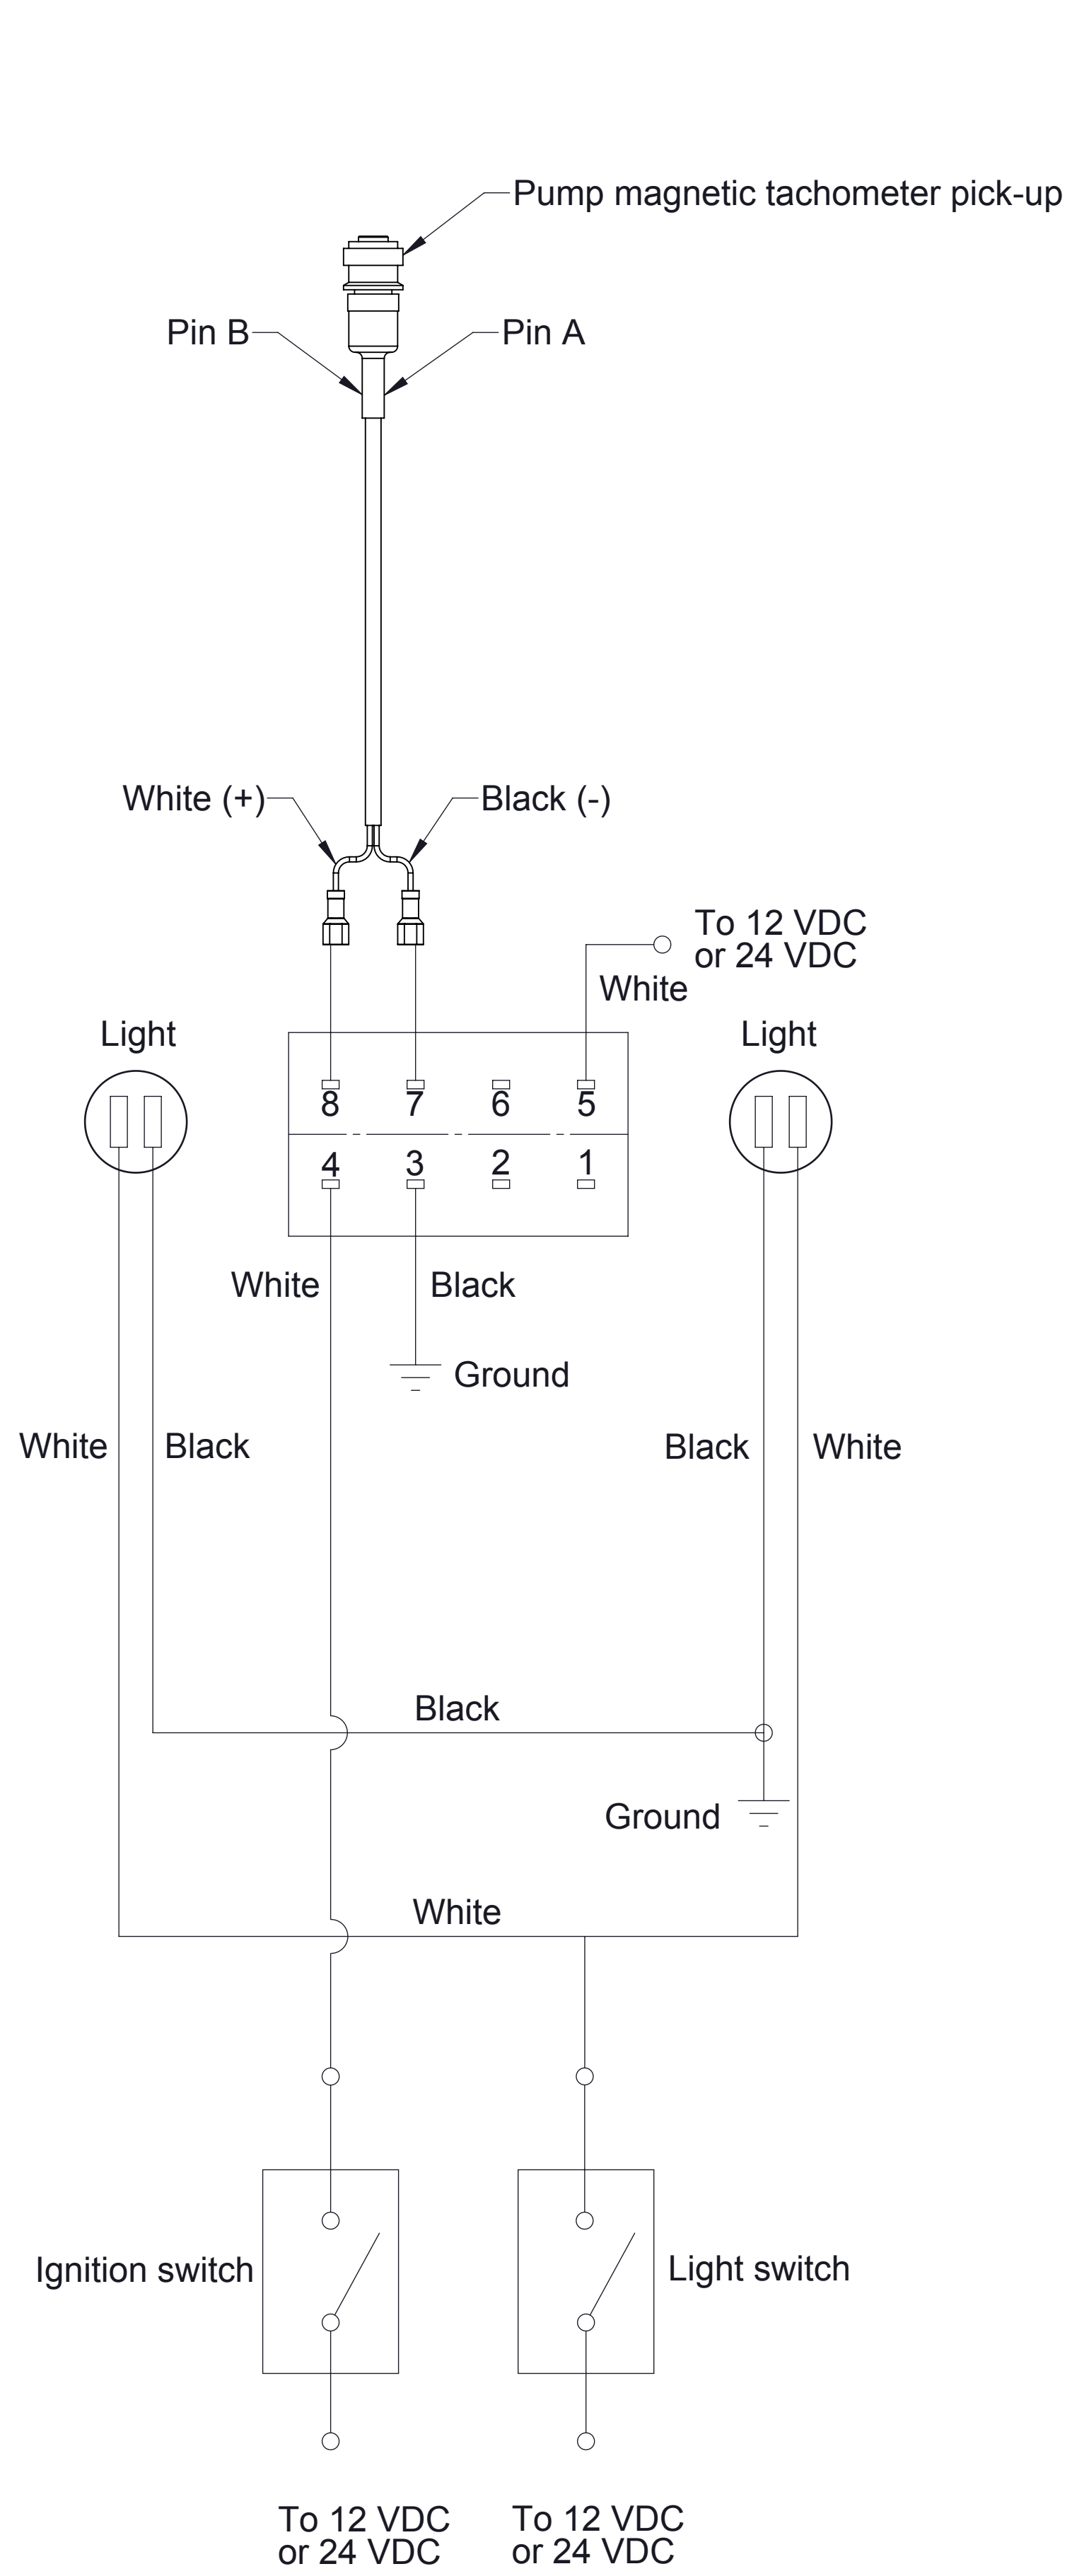 Pump magnetic tachometer pick-up
Pin B
Pin A
White (+)
Black (-)
To 12 VDC
or 24 VDC
White
Light
Light
8 7 6 5
4 3 2 1
White
Black
Ground
White
Black
Black
White
Black
Ground
White
Ignition switch
Light switch
To 12 VDC
or 24 VDC
To 12 VDC
or 24 VDC